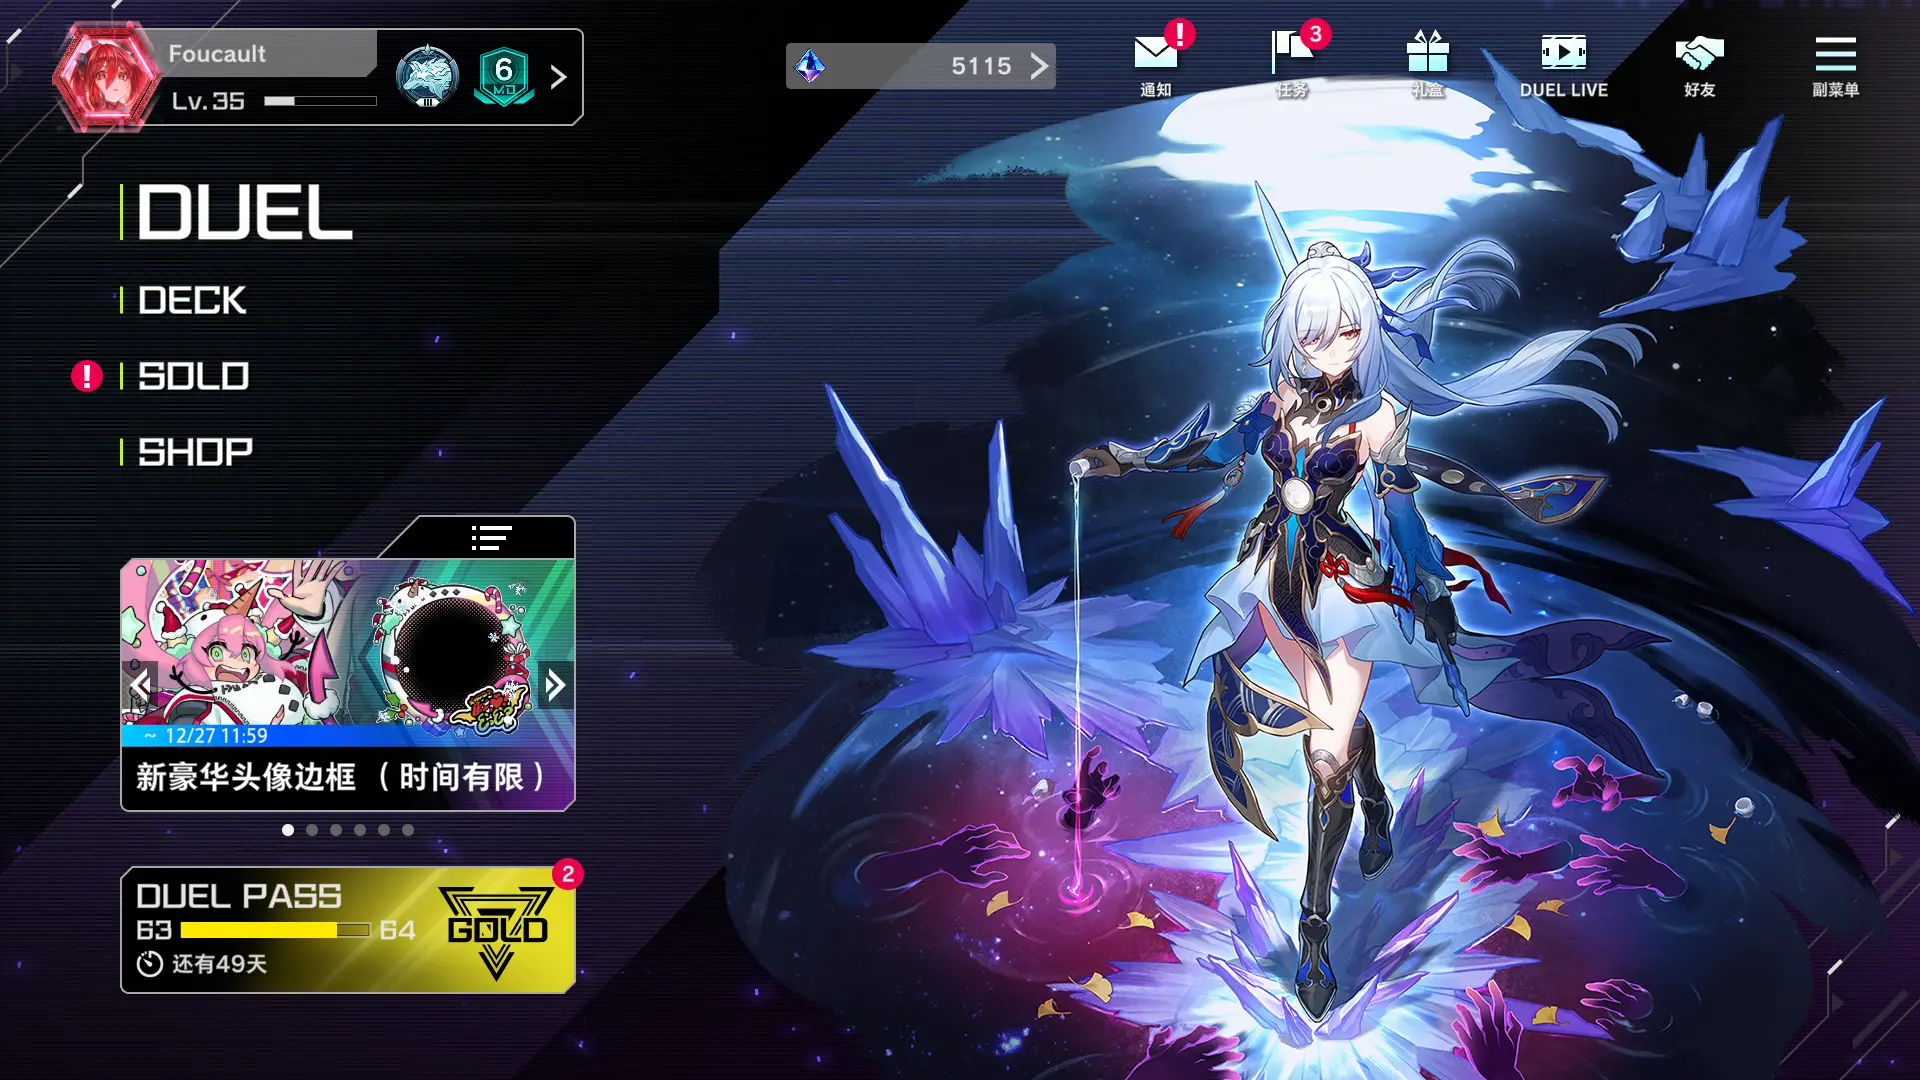 Foucault
Lv.35
6
MD
5115
!
通知
3
任务
礼盒
DUEL LIVE
好友
副菜单
DUEL
DECK
!
SOLO
SHOP
~ 12/27 11:59
新豪华头像边框 （时间有限）
DUEL PASS
2
63
64
GOLD
还有49天